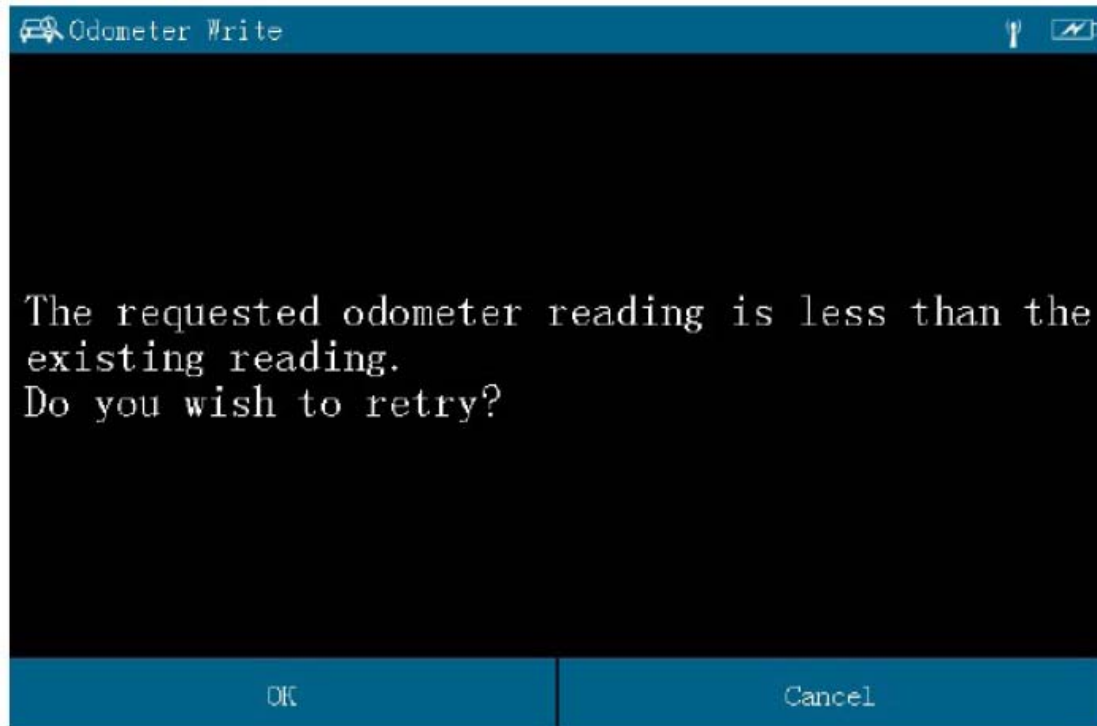 Odometer Write
The requested odometer reading is less than the
existing reading.
Do you wish to retry?
OK
Cancel